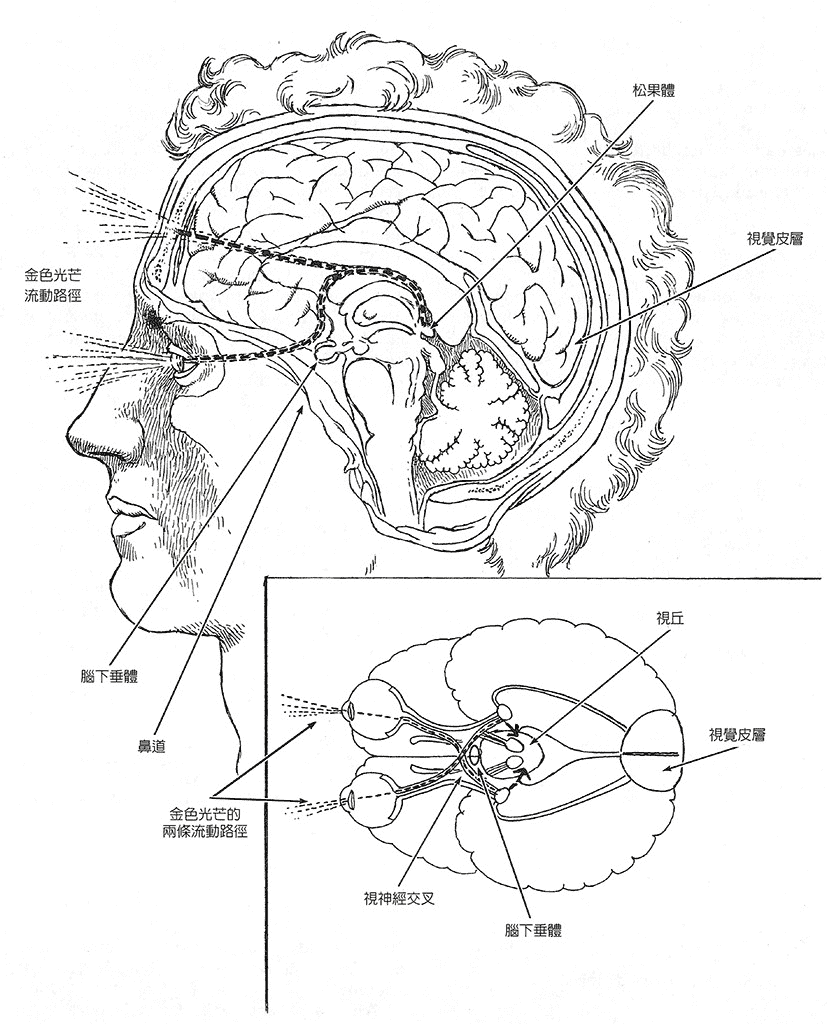 松果體
視覺皮層
金色光芒
流動路徑
腦下垂體
鼻道
視丘
視覺皮層
金色光芒的
兩條流動路徑
視神經交叉
腦下垂體